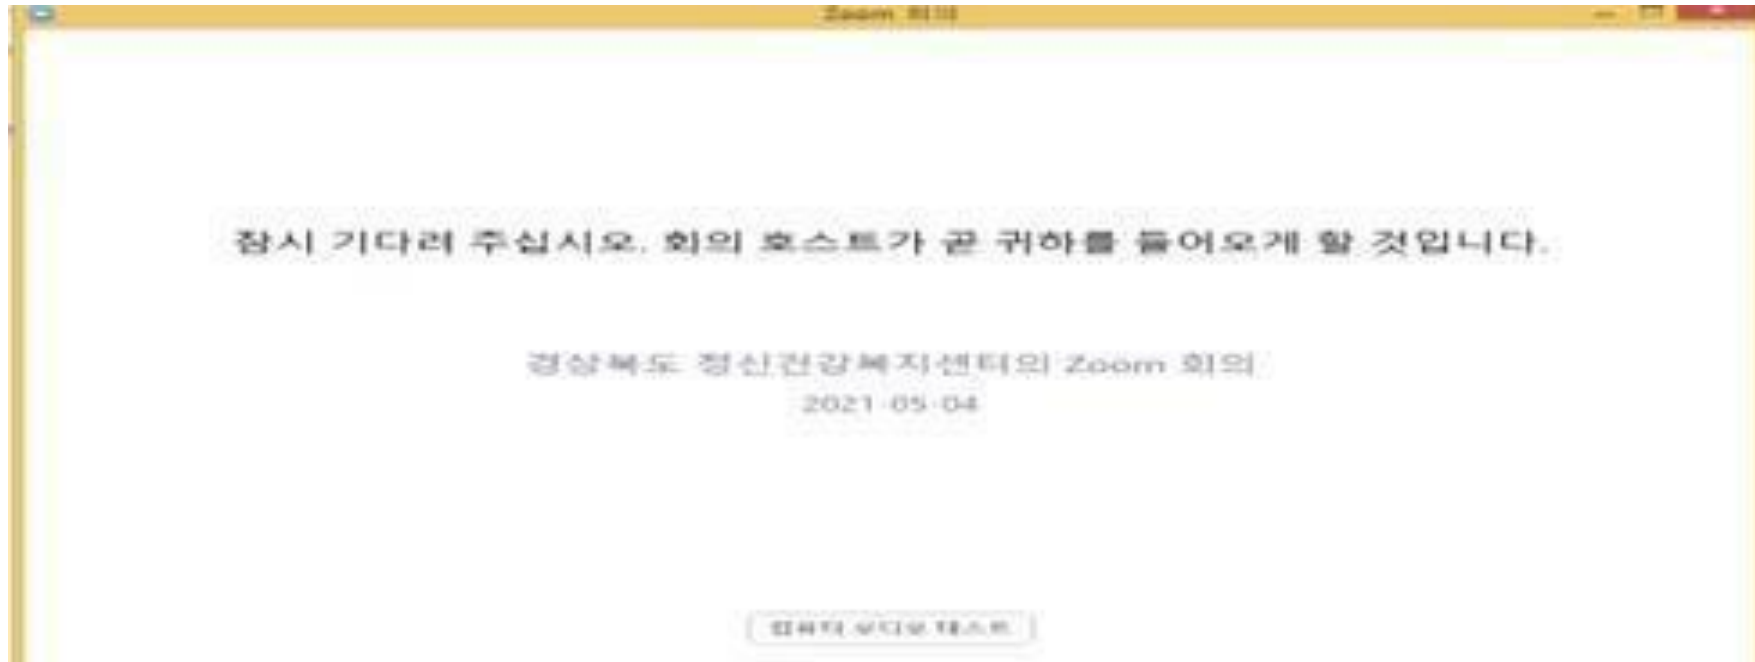 Zoom 회의
잠시 기다려 주십시오. 회의 호스트가 곧 귀하를 들어오게 할 것입니다.
경상북도 정신건강복지센터의 Zoom 회의
2021-05-04
컴퓨터 오디오 테스트